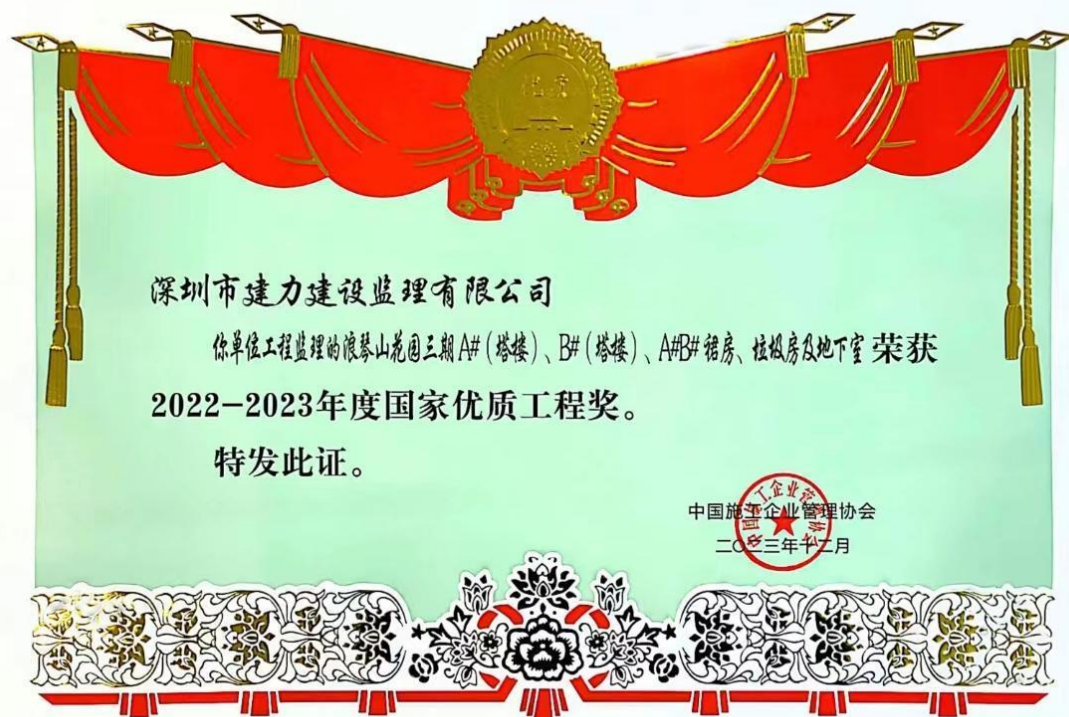 深圳市建力建设监理有限公司
你单位工程监理的浪琴山花园三期A#(塔楼)、B#(塔楼)、A#B#裙房、垃圾房及地下室荣获
2022-2023年度国家优质工程奖。
特发此证。
中国施工企业管理协会
二〇二三年十二月